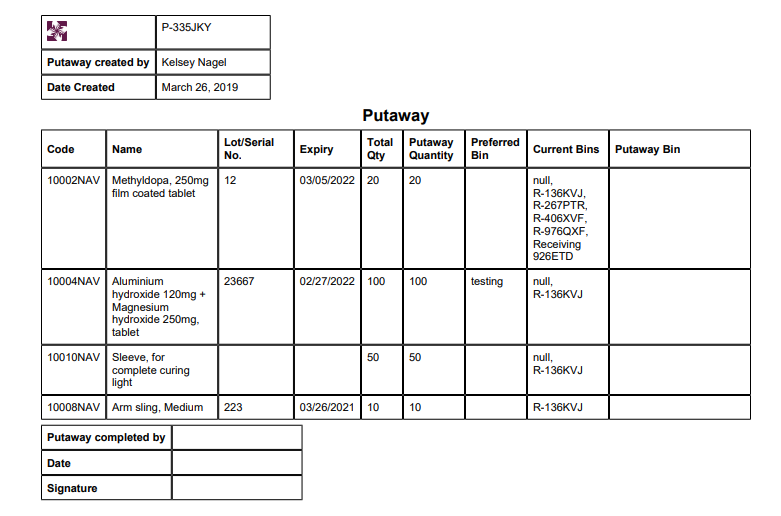 P-335JKY
Putaway created by Kelsey Nagel
Date Created March 26, 2019
Putaway
Code Name Lot/Serial No. Expiry Total Qty Putaway Quantity Preferred Bin Current Bins Putaway Bin
10002NAV Methyldopa, 250mg 12 03/05/2022 20 20 null,
film coated tablet R-136KVJ,
R-267PTR,
R-406XVF,
R-976QXF,
Receiving
926ETD
10004NAV Aluminium 23667 02/27/2022 100 100 testing null,
hydroxide 120mg + R-136KVJ
Magnesium
hydroxide 250mg,
tablet
10010NAV Sleeve, for 50 50 null,
complete curing R-136KVJ
light
10008NAV Arm sling, Medium 223 03/26/2021 10 10 R-136KVJ
Putaway completed by
Date
Signature